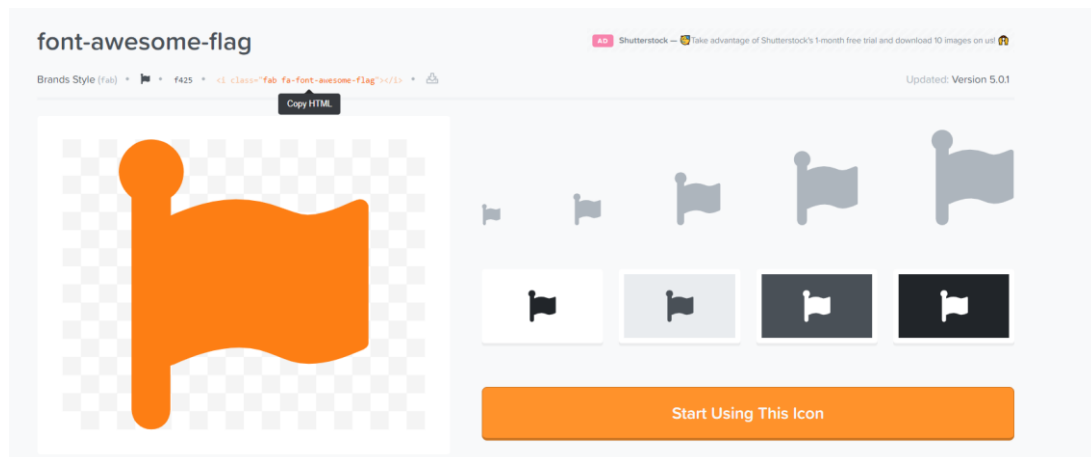 font-awesome-flag
AD Shutterstock — Take advantage of Shutterstock's 1-month free trial and download 10 images on us!
Brands Style (fab) • • f425 • <i class="fab fa-font-awesome-flag"></i> •
Updated: Version 5.0.1
Copy HTML
Start Using This Icon